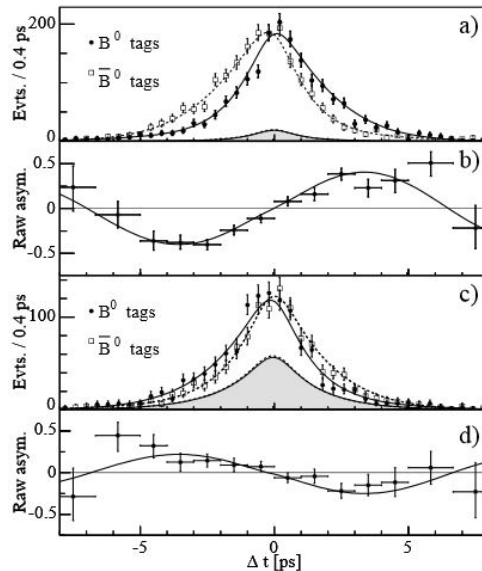 200
a)
B⁰ tags
B̅⁰ tags
Evts. / 0.4 ps
0
0.5
b)
0
-0.5
Raw asym.
100
c)
B⁰ tags
B̅⁰ tags
Evts. / 0.4 ps
0
0.5
d)
0
-0.5
Raw asym.
-5 0 5
Δ t [ps]